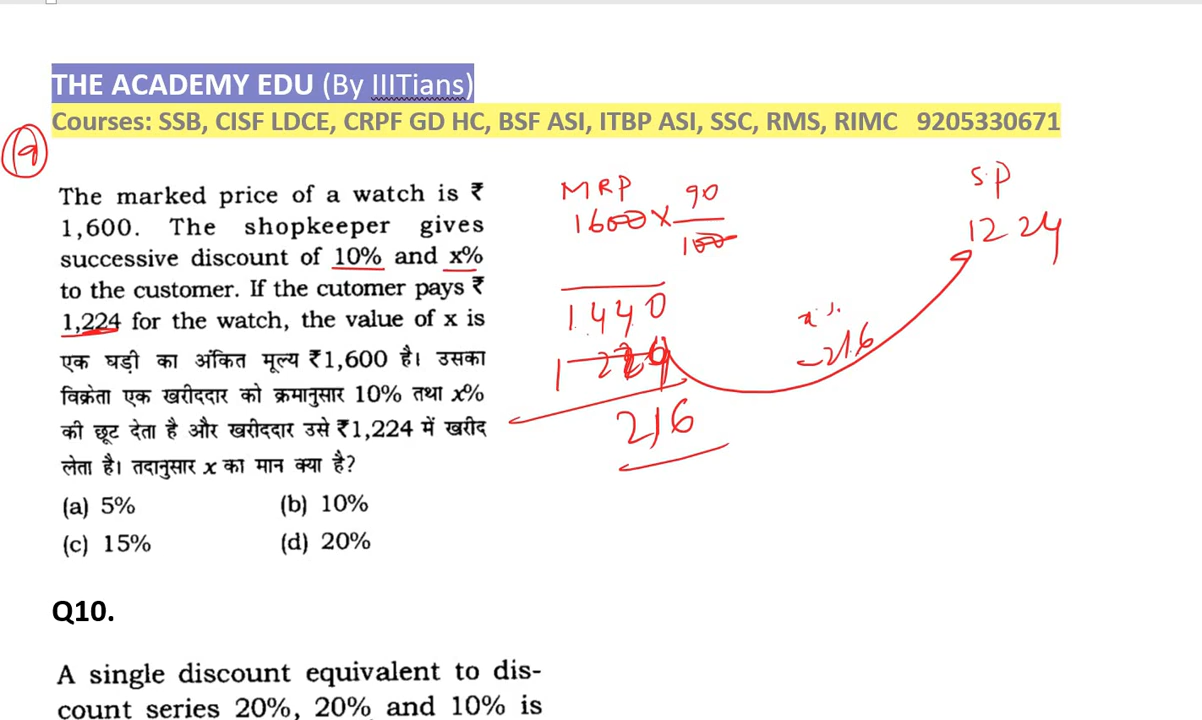 THE ACADEMY EDU (By IIITians)
Courses: SSB, CISF LDCE, CRPF GD HC, BSF ASI, ITBP ASI, SSC, RMS, RIMC 9205330671
The marked price of a watch is ₹
1,600. The shopkeeper gives
successive discount of 10% and x%
to the customer. If the cutomer pays ₹
1,224 for the watch, the value of x is
एक घड़ी का अंकित मूल्य ₹1,600 है। उसका
विक्रेता एक खरीददार को क्रमानुसार 10% तथा x%
की छूट देता है और खरीददार उसे ₹1,224 में खरीद
लेता है। तदानुसार x का मान क्या है?
(a) 5% (b) 10%
(c) 15% (d) 20%
MRP
1600 × 90
100
1440
1224
216
x%
-216
S.P
1224
Q10.
A single discount equivalent to dis-
count series 20%, 20% and 10% is